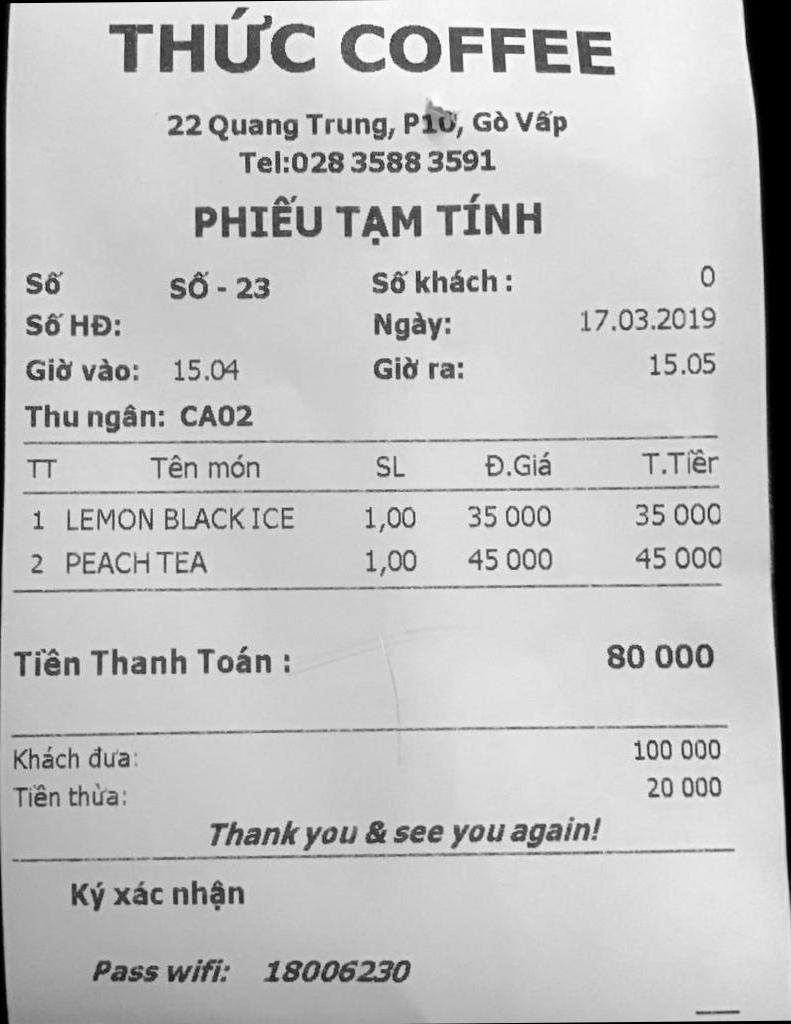 THỨC COFFEE
22 Quang Trung, P10, Gò Vấp
Tel:028 3588 3591
PHIẾU TẠM TÍNH
Số SỐ - 23 Số khách : 0
Số HĐ: Ngày: 17.03.2019
Giờ vào: 15.04 Giờ ra: 15.05
Thu ngân: CA02
TT Tên món SL Đ.Giá T.Tiền
1 LEMON BLACK ICE 1,00 35 000 35 000
2 PEACH TEA 1,00 45 000 45 000
Tiền Thanh Toán : 80 000
Khách đưa: 100 000
Tiền thừa: 20 000
Thank you & see you again!
Ký xác nhận
Pass wifi: 18006230